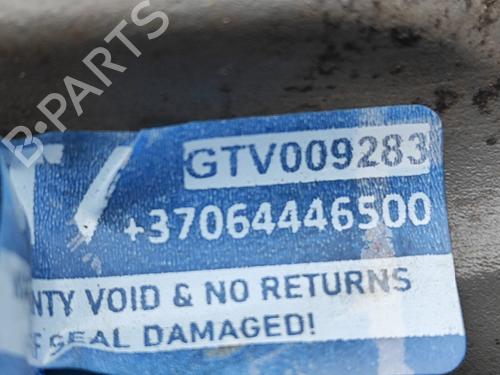 B-PARTS
GTV009283
+37064446500
NTY VOID & NO RETURNS
F SEAL DAMAGED!